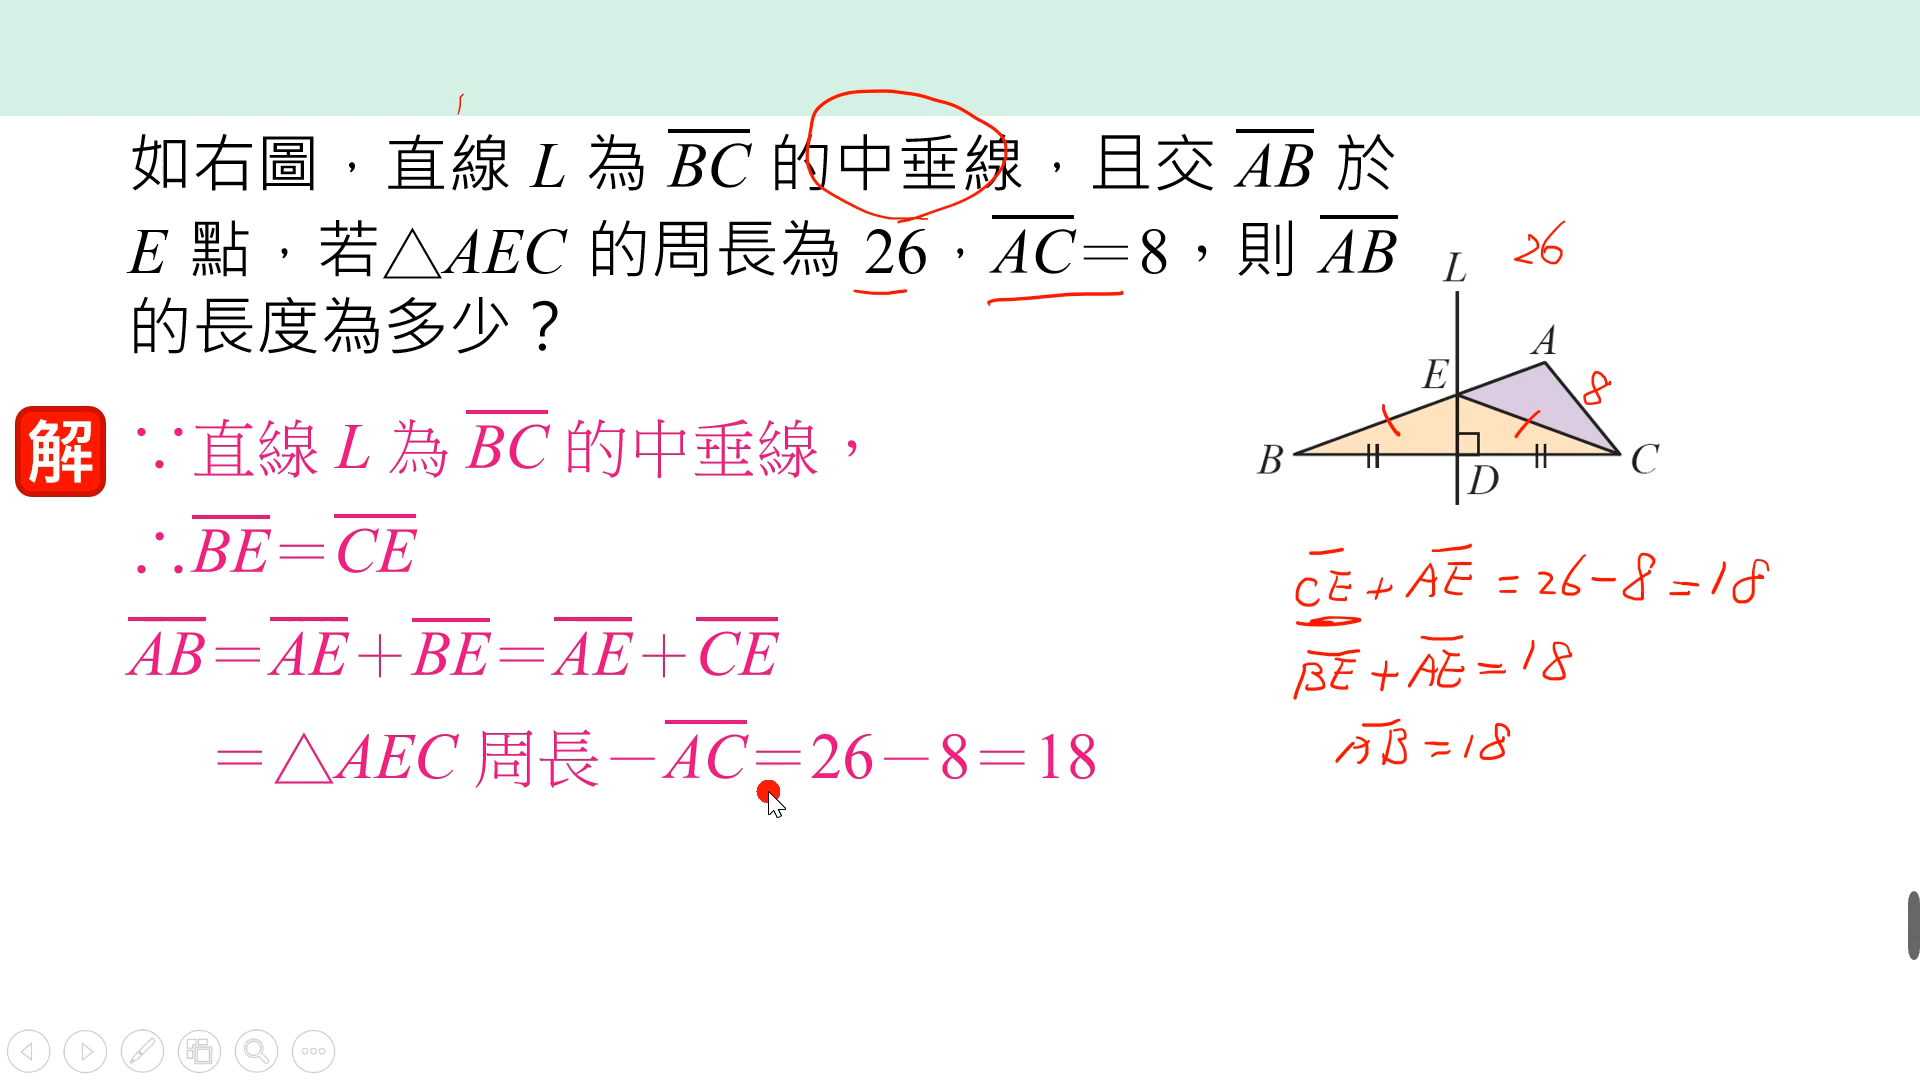 如右圖，直線 L 為 BC 的中垂線，且交 AB 於
E 點，若△AEC 的周長為 26，AC=8，則 AB
的長度為多少？
解
∵直線 L 為 BC 的中垂線，
∴BE=CE
AB=AE+BE=AE+CE
=△AEC 周長-AC=26-8=18
26
L
A
E
8
B
D
C
CE+AE=26-8=18
BE+AE=18
AB=18